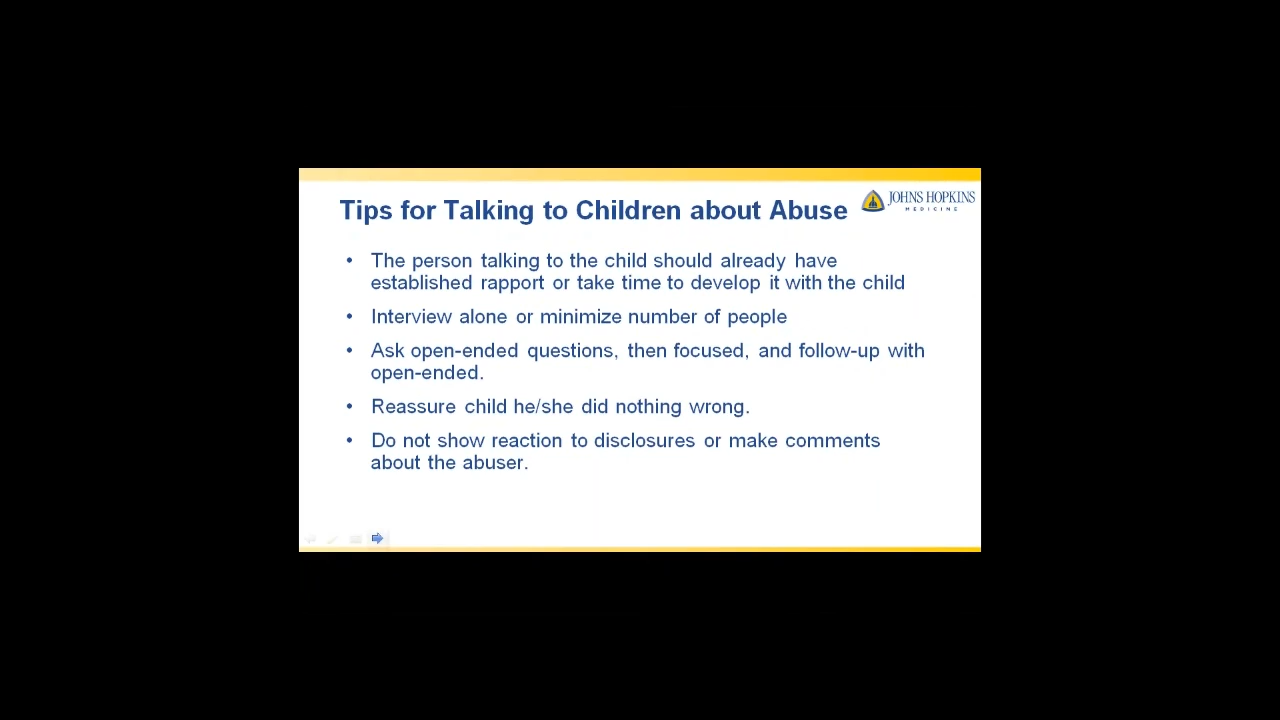 Tips for Talking to Children about Abuse
JOHNS HOPKINS
MEDICINE
• The person talking to the child should already have
established rapport or take time to develop it with the child
• Interview alone or minimize number of people
• Ask open-ended questions, then focused, and follow-up with
open-ended.
• Reassure child he/she did nothing wrong.
• Do not show reaction to disclosures or make comments
about the abuser.